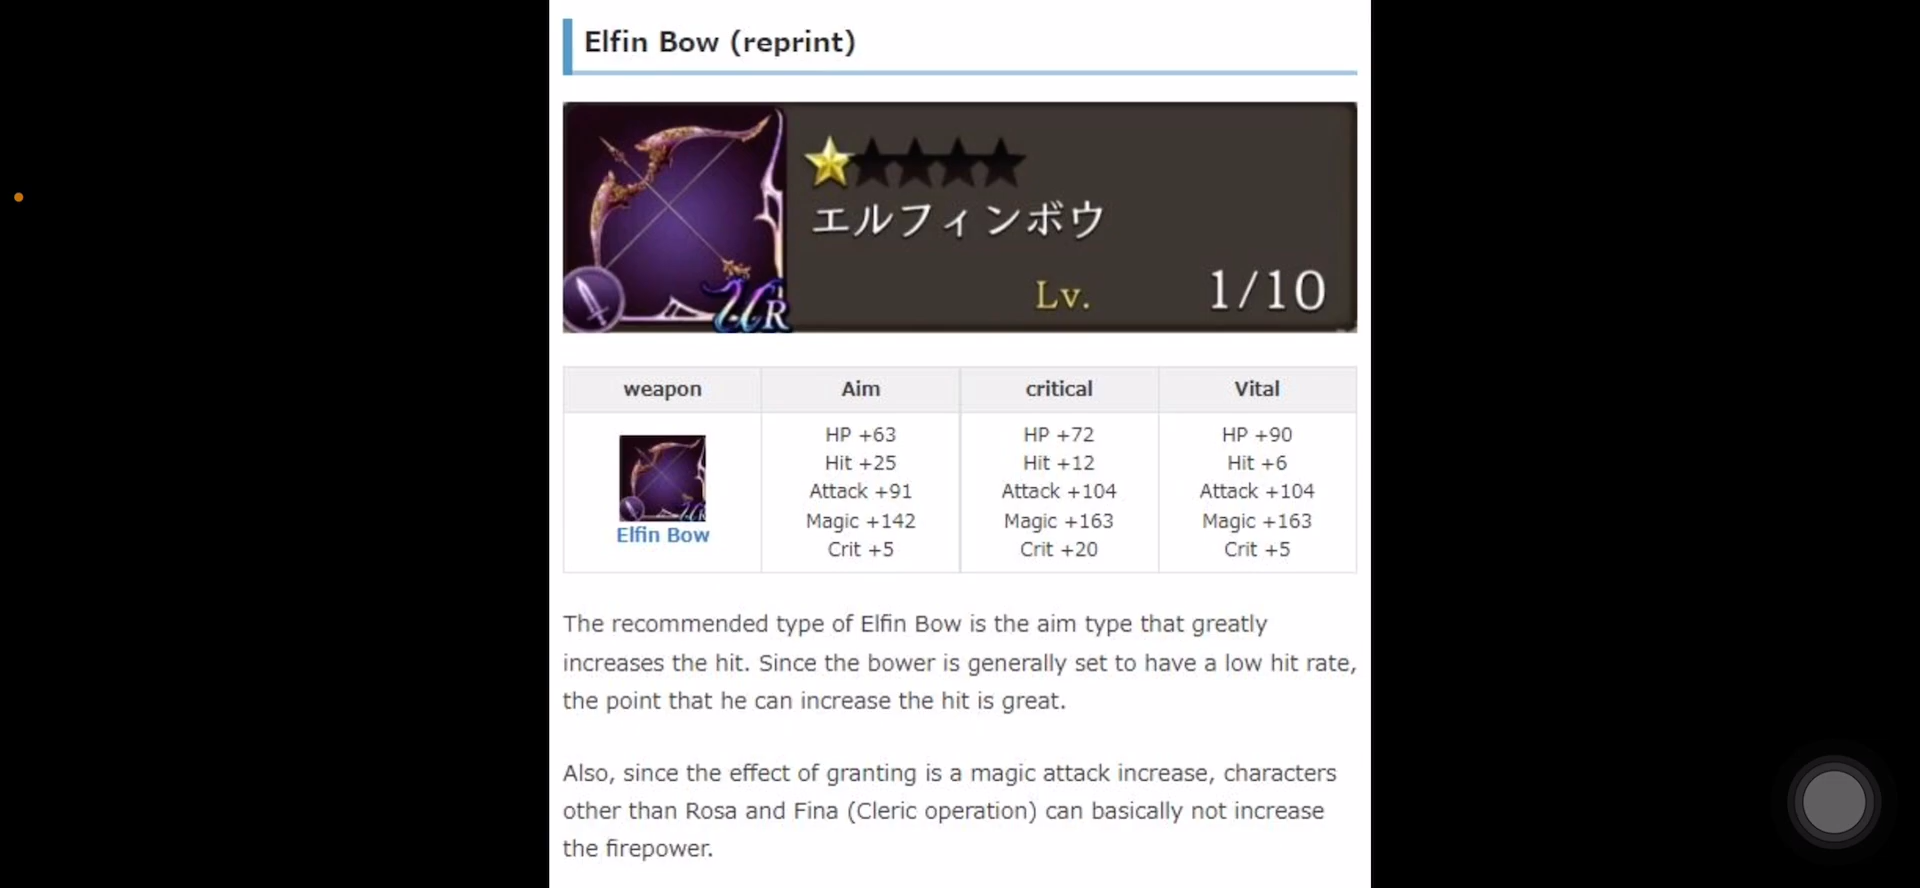 Elfin Bow (reprint)
エルフィンボウ
UR
Lv. 1/10
weapon Aim critical Vital
HP +63 HP +72 HP +90
Hit +25 Hit +12 Hit +6
Attack +91 Attack +104 Attack +104
Magic +142 Magic +163 Magic +163
UR
Elfin Bow Crit +5 Crit +20 Crit +5
The recommended type of Elfin Bow is the aim type that greatly
increases the hit. Since the bower is generally set to have a low hit rate,
the point that he can increase the hit is great.
Also, since the effect of granting is a magic attack increase, characters
other than Rosa and Fina (Cleric operation) can basically not increase
the firepower.